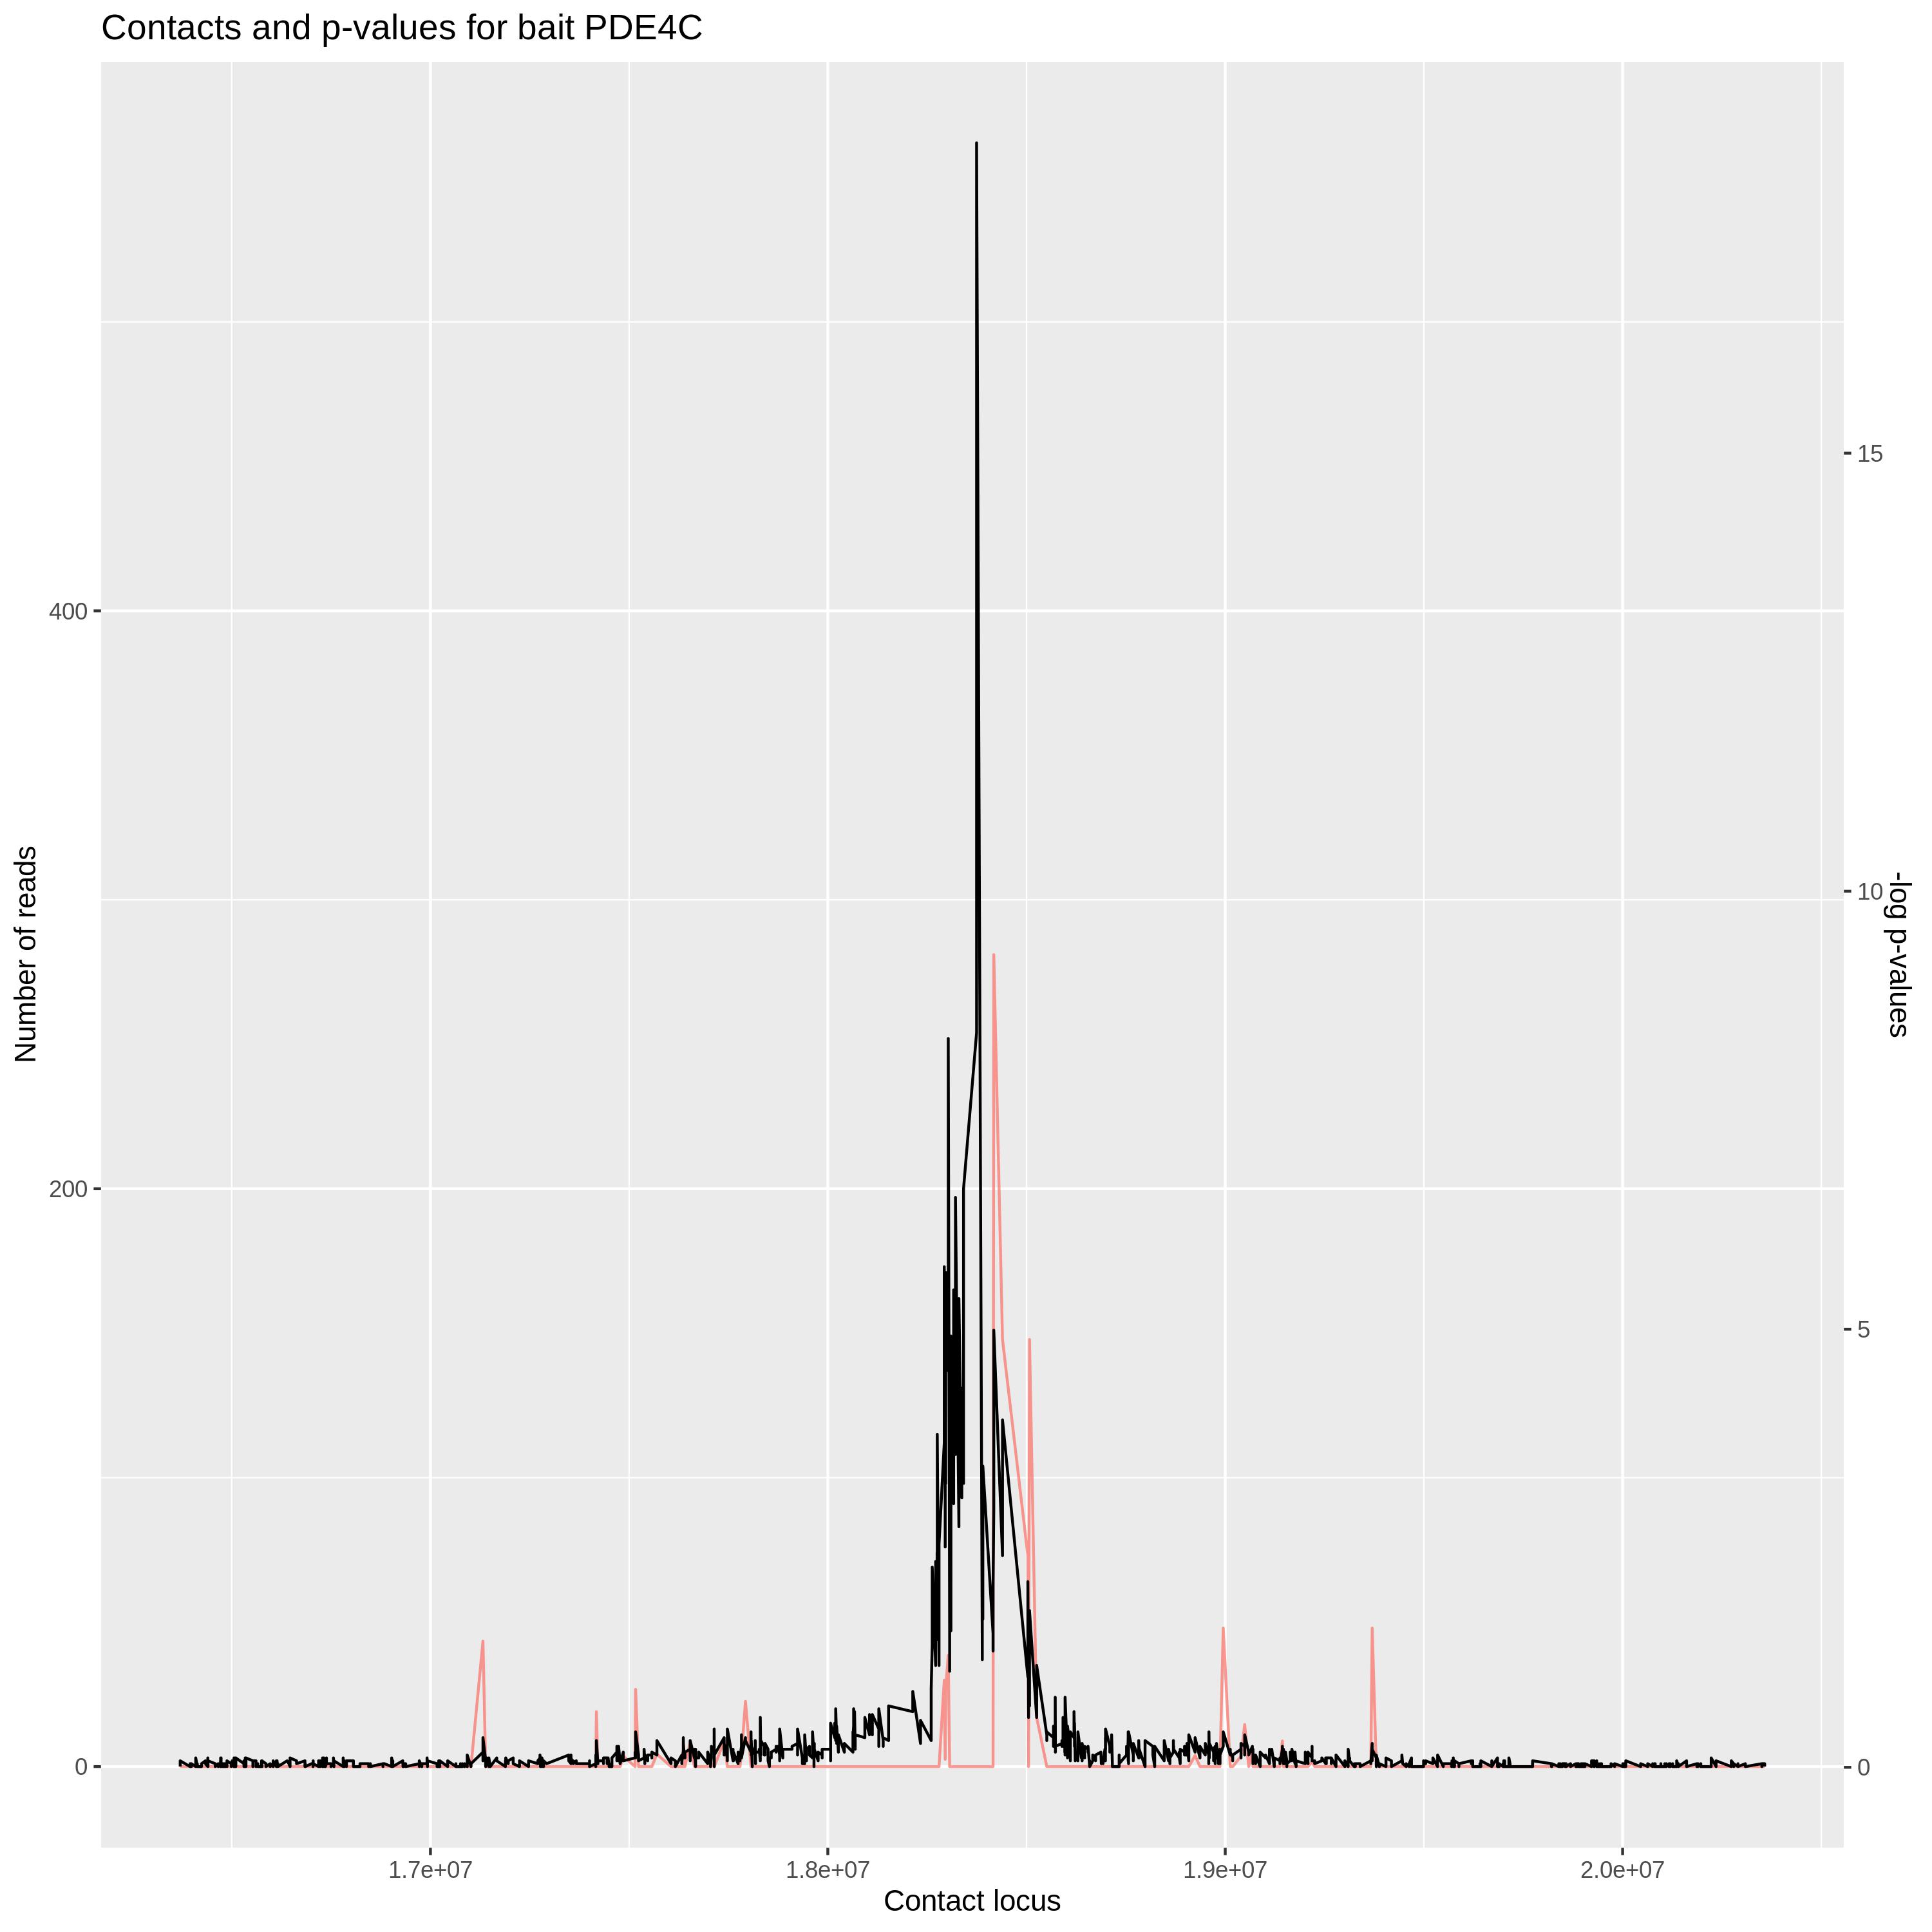 Contacts and p-values for bait PDE4C
Number of reads
400
200
0
15
10
5
0
-log p-values
1.7e+07 1.8e+07 1.9e+07 2.0e+07
Contact locus